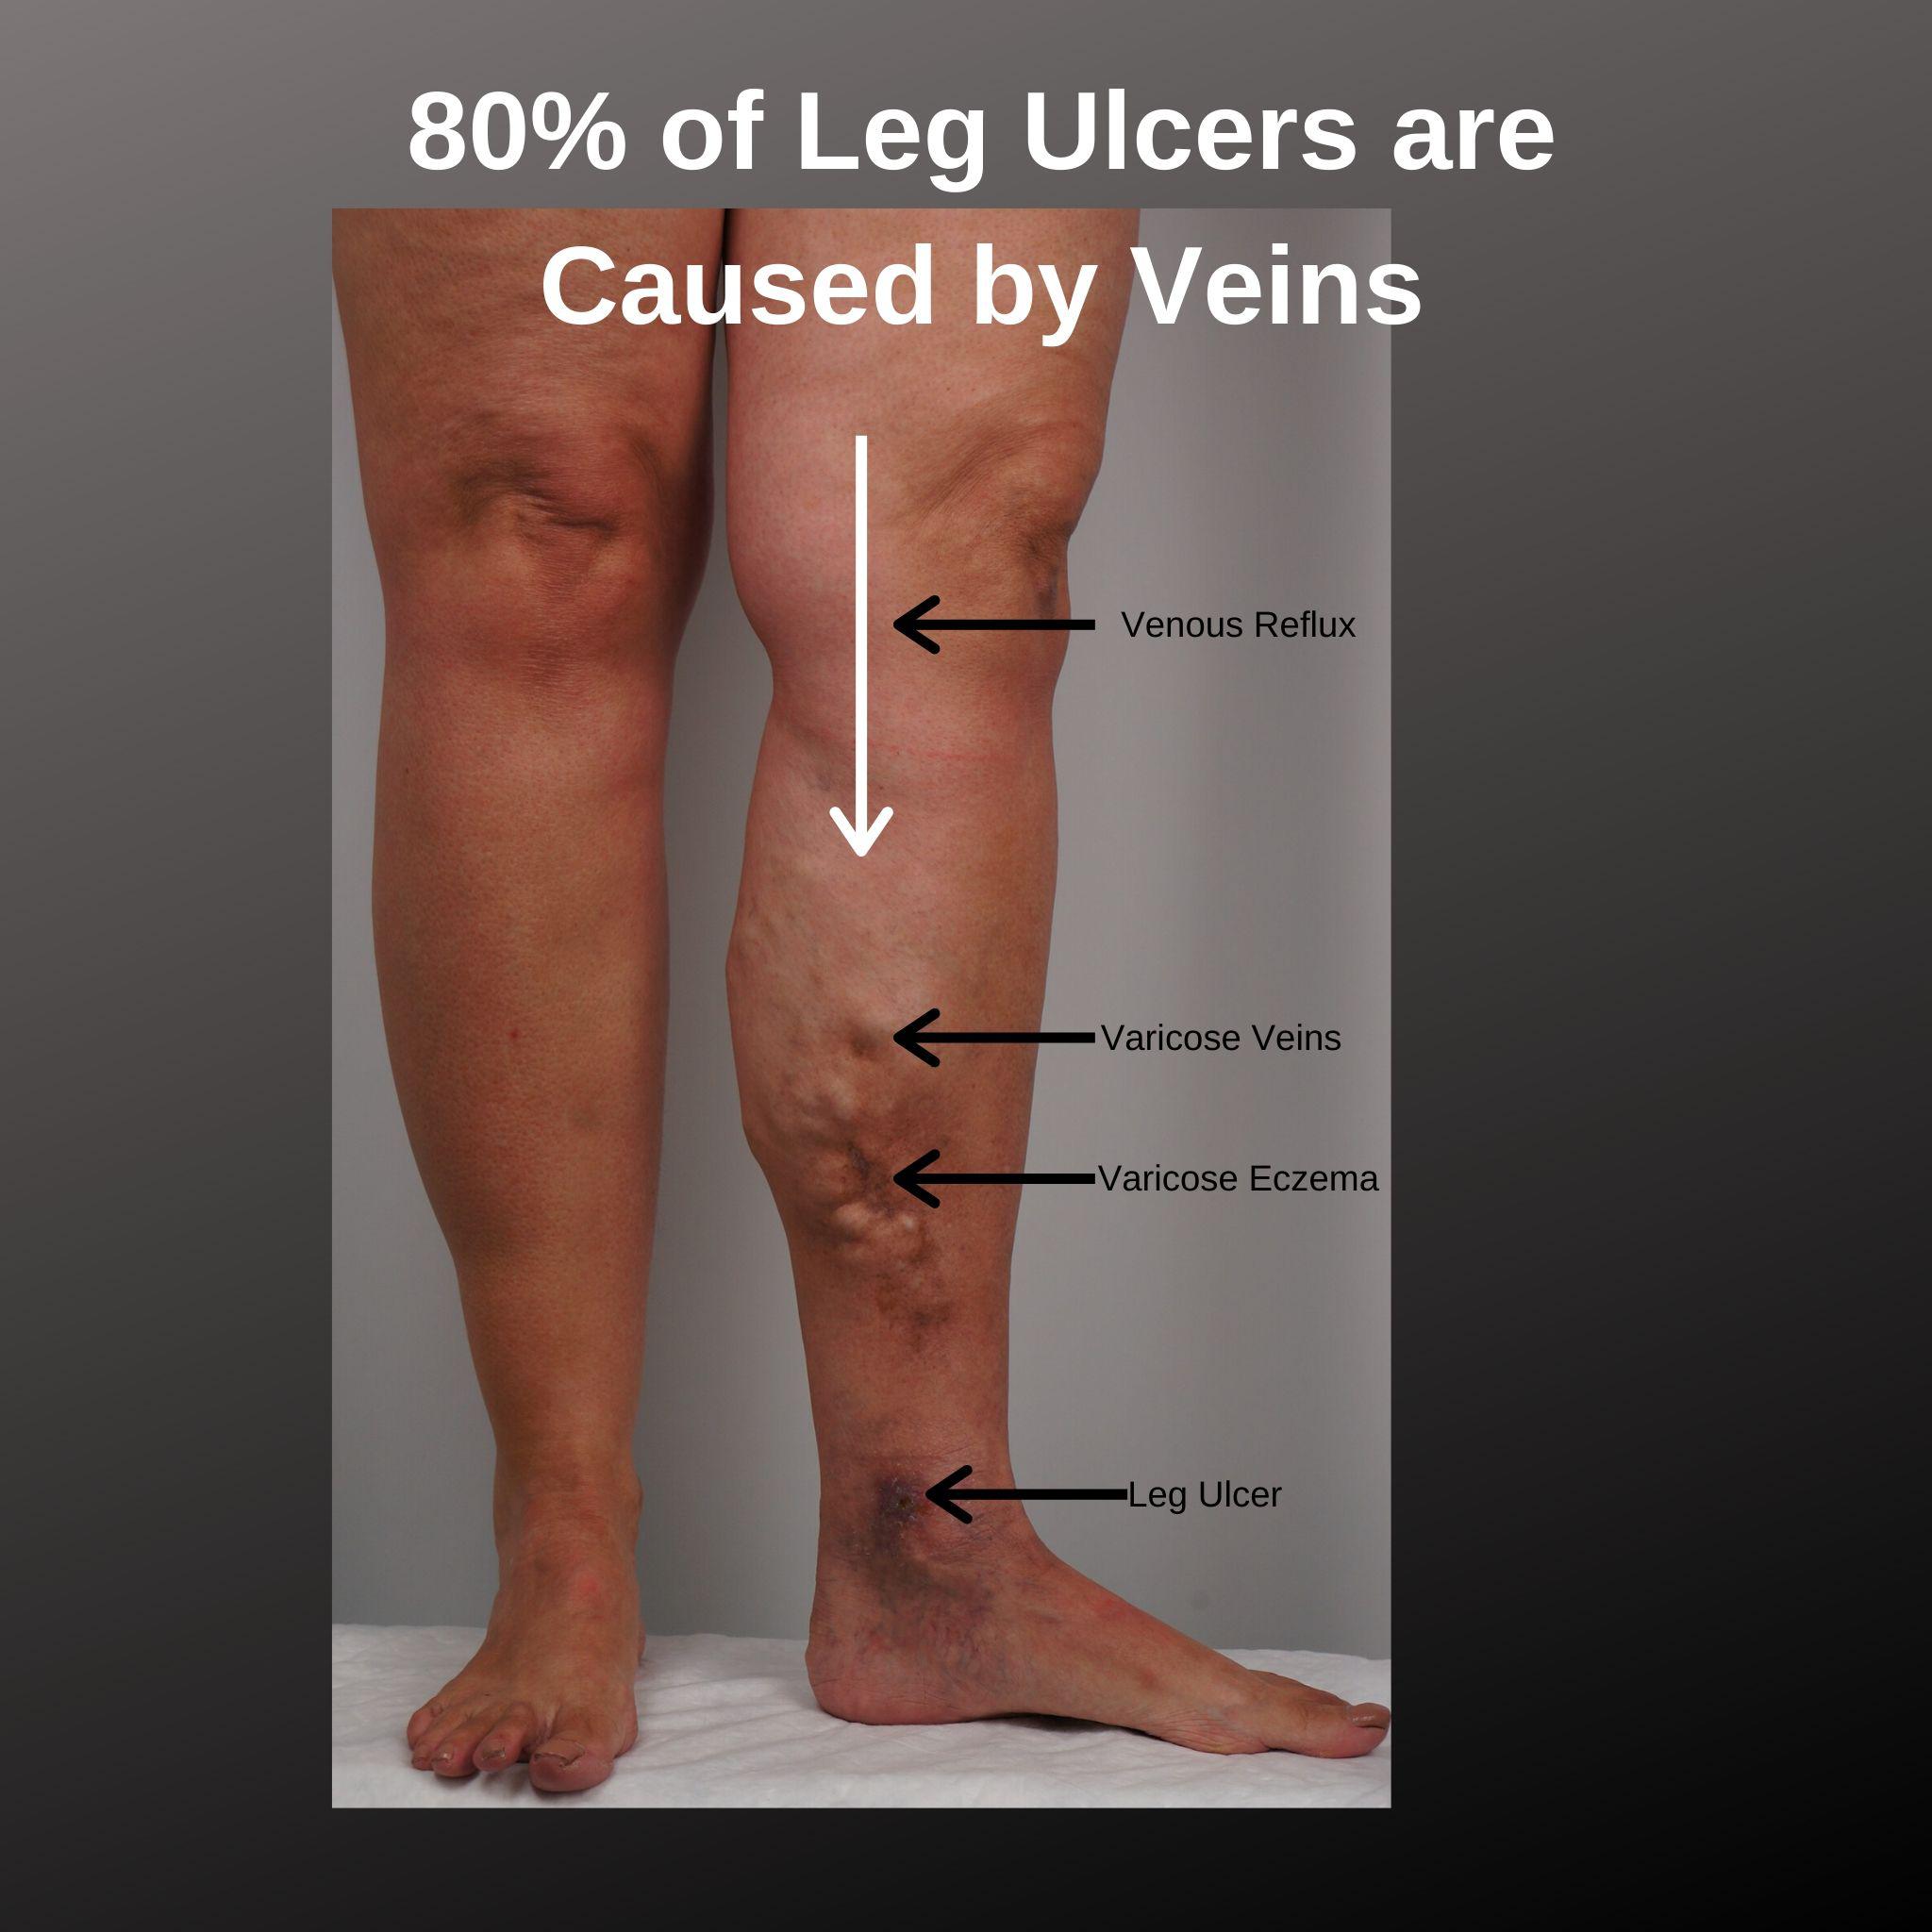 80% of Leg Ulcers are
Caused by Veins
Venous Reflux
Varicose Veins
Varicose Eczema
Leg Ulcer